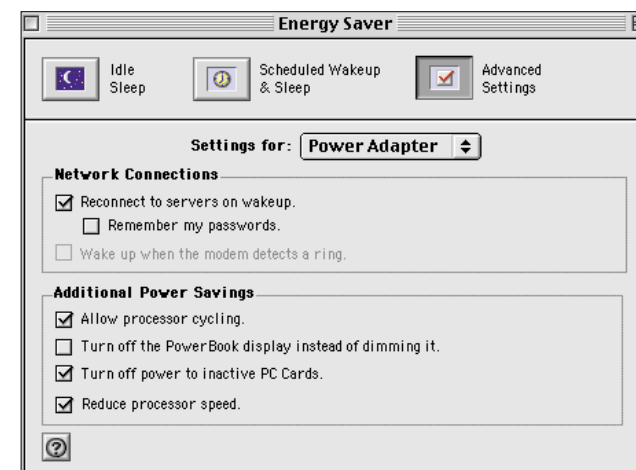 Energy Saver
Idle
Sleep
Scheduled Wakeup
& Sleep
Advanced
Settings
Settings for: Power Adapter
Network Connections
Reconnect to servers on wakeup.
Remember my passwords.
Wake up when the modem detects a ring.
Additional Power Savings
Allow processor cycling.
Turn off the PowerBook display instead of dimming it.
Turn off power to inactive PC Cards.
Reduce processor speed.
?